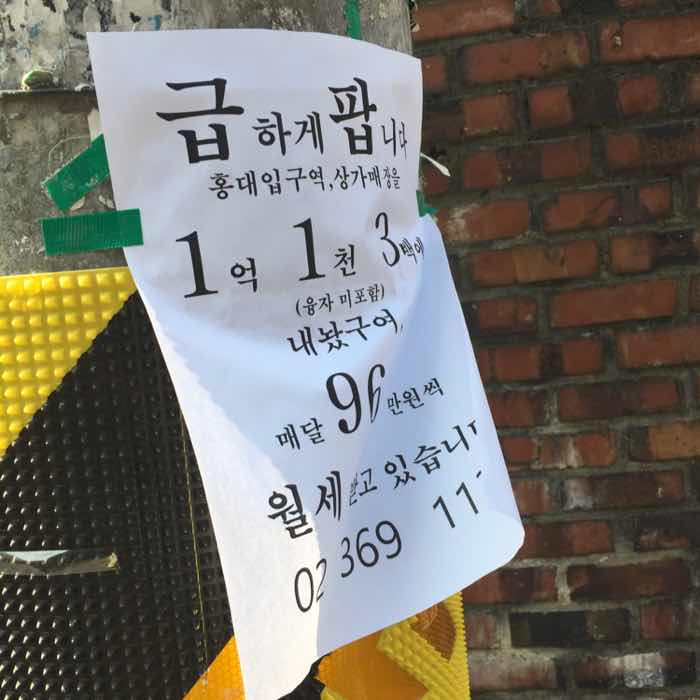 급하게 팝니다
홍대입구역,상가매장을
1억 1천 3백에
(융자 미포함)
내놨구여,
매달 96만원씩
월세 받고 있습니다
02 369 11